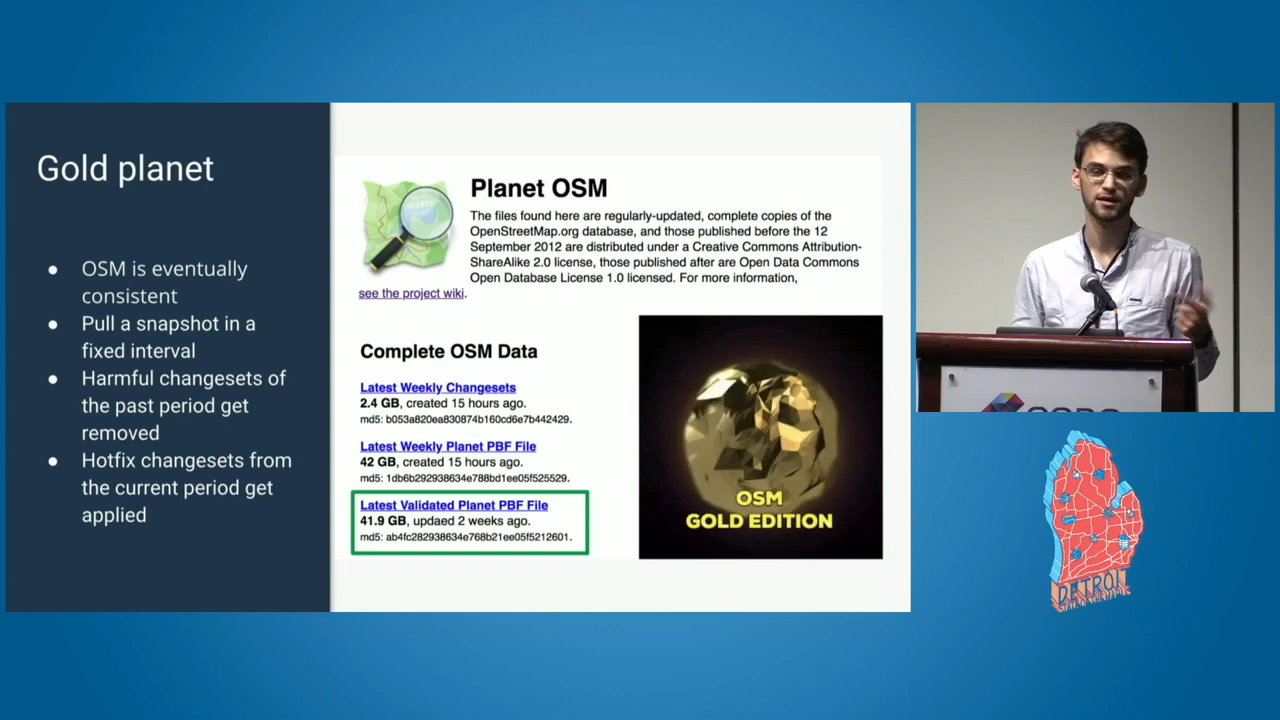 Gold planet
● OSM is eventually
consistent
● Pull a snapshot in a
fixed interval
● Harmful changesets of
the past period get
removed
● Hotfix changesets from
the current period get
applied
Planet OSM
The files found here are regularly-updated, complete copies of the
OpenStreetMap.org database, and those published before the 12
September 2012 are distributed under a Creative Commons Attribution-
ShareAlike 2.0 license, those published after are Open Data Commons
Open Database License 1.0 licensed. For more information,
see the project wiki.
Complete OSM Data
Latest Weekly Changesets
2.4 GB, created 15 hours ago.
md5: b053a820ea830874b160cd6e7b442429.
Latest Weekly Planet PBF File
42 GB, created 15 hours ago.
md5: 1db6b292938634e788bd1ee05f525529.
Latest Validated Planet PBF File
41.9 GB, updaed 2 weeks ago.
md5: ab4fc282938634e768b21ee05f5212601.
OSM
GOLD EDITION
DETROIT